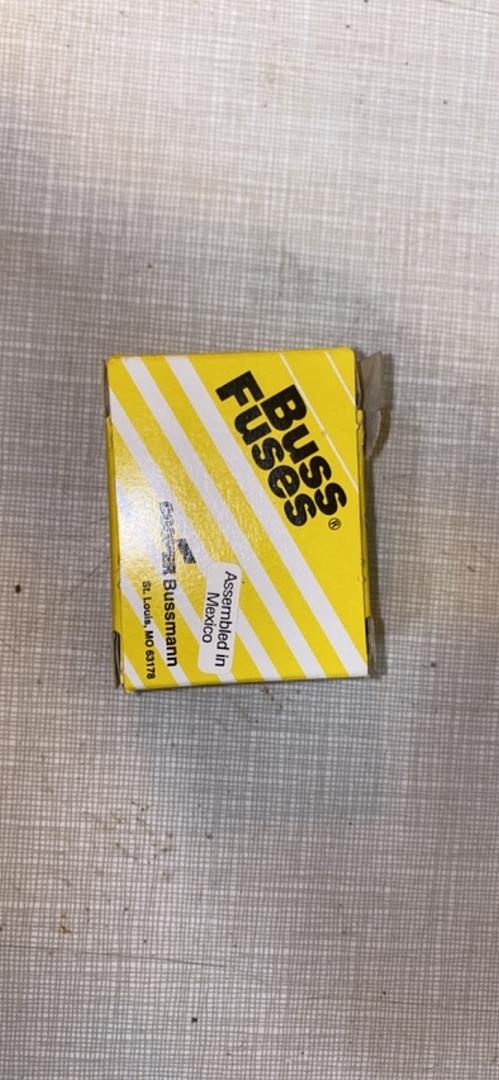 Buss
Fuses®
Bussmann
St. Louis, MO 63178
Assembled in
Mexico